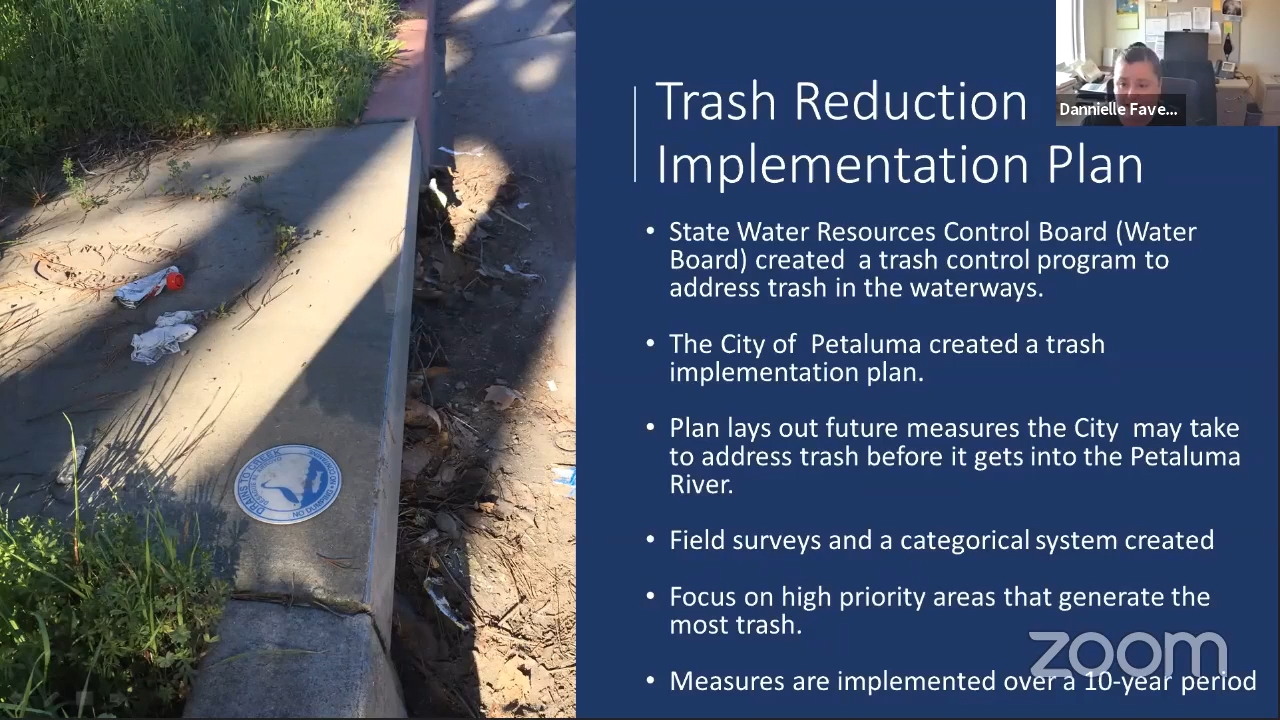 Trash Reduction
Implementation Plan
Dannielle Fave...
• State Water Resources Control Board (Water
Board) created a trash control program to
address trash in the waterways.
• The City of Petaluma created a trash
implementation plan.
• Plan lays out future measures the City may take
to address trash before it gets into the Petaluma
River.
• Field surveys and a categorical system created
• Focus on high priority areas that generate the
most trash.
• Measures are implemented over a 10-year period
zoom
DRAINS TO CREEK
NO DUMPING